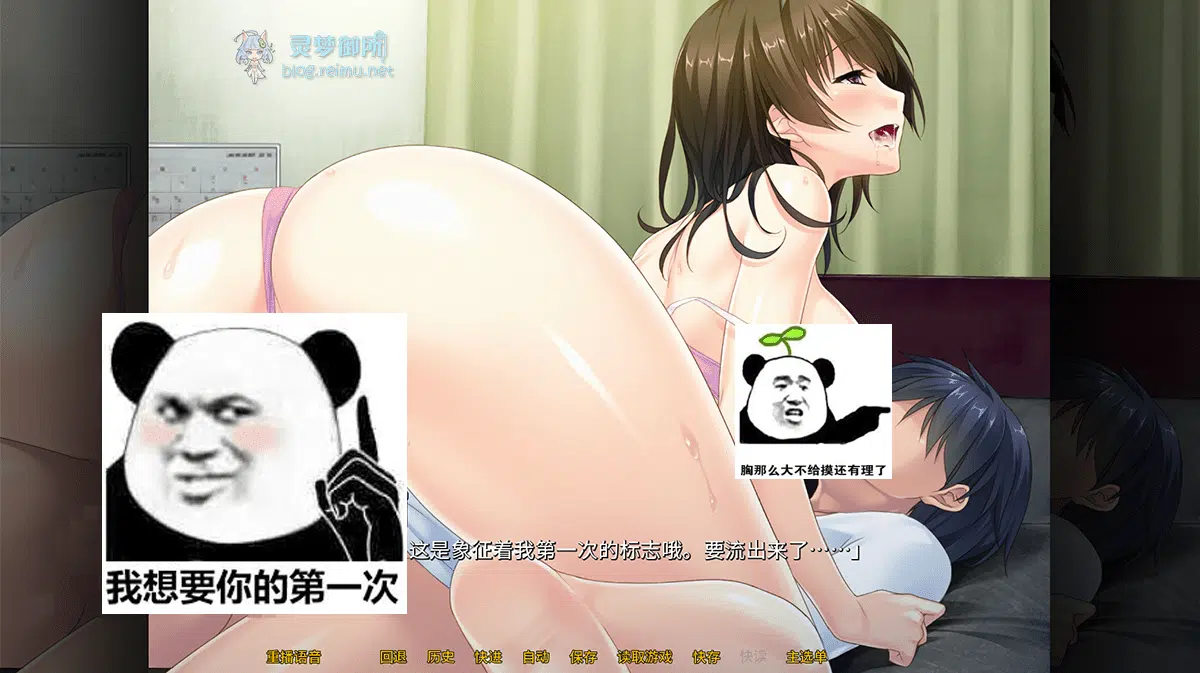 灵梦御所
blog.reimu.net
胸那么大不给摸还有理了
这是象征着我第一次的标志哦。要流出来了……」
我想要你的第一次
重播语音 回退 历史 快进 自动 保存 读取游戏 快存 快读 主选单